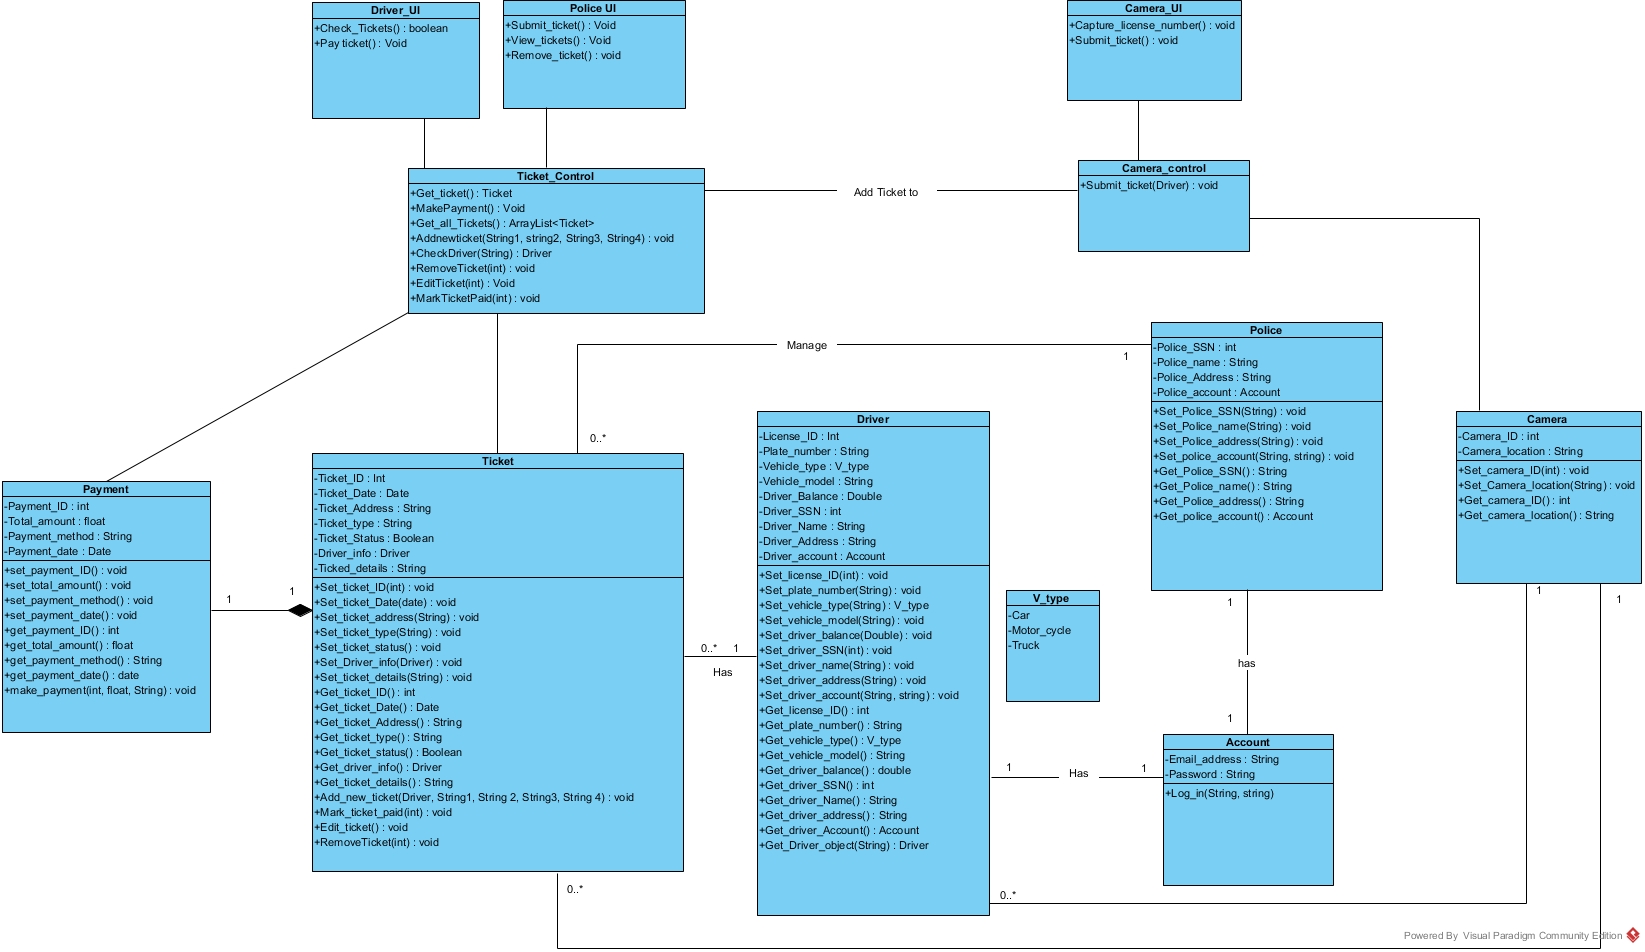 Driver_UI
+Check_Tickets() : boolean
+Pay ticket() : Void
Police UI
+Submit_ticket() : Void
+View_tickets() : Void
+Remove_ticket() : void
Camera_UI
+Capture_license_number() : void
+Submit_ticket() : void
Ticket_Control
+Get_ticket() : Ticket
+MakePayment() : Void
+Get_all_Tickets() : ArrayList<Ticket>
+Addnewticket(String1, string2, String3, String4) : void
+CheckDriver(String) : Driver
+RemoveTicket(int) : void
+EditTicket(int) : Void
+MarkTicketPaid(int) : void
Add Ticket to
Camera_control
+Submit_ticket(Driver) : void
Manage
1
0..*
Police
-Police_SSN : int
-Police_name : String
-Police_Address : String
-Police_account : Account
+Set_Police_SSN(String) : void
+Set_Police_name(String) : void
+Set_Police_address(String) : void
+Set_police_account(String, string) : void
+Get_Police_SSN() : String
+Get_Police_name() : String
+Get_Police_address() : String
+Get_police_account() : Account
Camera
-Camera_ID : int
-Camera_location : String
+Set_camera_ID(int) : void
+Set_Camera_location(String) : void
+Get_camera_ID() : int
+Get_camera_location() : String
1
1
Payment
-Payment_ID : int
-Total_amount : float
-Payment_method : String
-Payment_date : Date
+set_payment_ID() : void
+set_total_amount() : void
+set_payment_method() : void
+set_payment_date() : void
+get_payment_ID() : int
+get_total_amount() : float
+get_payment_method() : String
+get_payment_date() : date
+make_payment(int, float, String) : void
1
1
Ticket
-Ticket_ID : Int
-Ticket_Date : Date
-Ticket_Address : String
-Ticket_type : String
-Ticket_Status : Boolean
-Driver_info : Driver
-Ticked_details : String
+Set_ticket_ID(int) : void
+Set_ticket_Date(date) : void
+Set_ticket_address(String) : void
+Set_ticket_type(String) : void
+Set_ticket_status() : void
+Set_Driver_info(Driver) : void
+Set_ticket_details(String) : void
+Get_ticket_ID() : int
+Get_ticket_Date() : Date
+Get_ticket_Address() : String
+Get_ticket_type() : String
+Get_ticket_status() : Boolean
+Get_driver_info() : Driver
+Get_ticket_details() : String
+Add_new_ticket(Driver, String1, String 2, String3, String 4) : void
+Mark_ticket_paid(int) : void
+Edit_ticket() : void
+RemoveTicket(int) : void
0..*
0..* 1
Has
Driver
-License_ID : Int
-Plate_number : String
-Vehicle_type : V_type
-Vehicle_model : String
-Driver_Balance : Double
-Driver_SSN : int
-Driver_Name : String
-Driver_Address : String
-Driver_account : Account
+Set_license_ID(int) : void
+Set_plate_number(String) : void
+Set_vehicle_type(String) : V_type
+Set_vehicle_model(String) : void
+Set_driver_balance(Double) : void
+Set_driver_SSN(int) : void
+Set_driver_name(String) : void
+Set_driver_address(String) : void
+Set_driver_account(String, string) : void
+Get_license_ID() : int
+Get_plate_number() : String
+Get_vehicle_type() : V_type
+Get_vehicle_model() : String
+Get_driver_balance() : double
+Get_driver_SSN() : int
+Get_driver_Name() : String
+Get_driver_address() : String
+Get_driver_Account() : Account
+Get_Driver_object(String) : Driver
V_type
-Car
-Motor_cycle
-Truck
1
has
1
1 Has 1
Account
-Email_address : String
-Password : String
+Log_in(String, string)
0..*
Powered By Visual Paradigm Community Edition